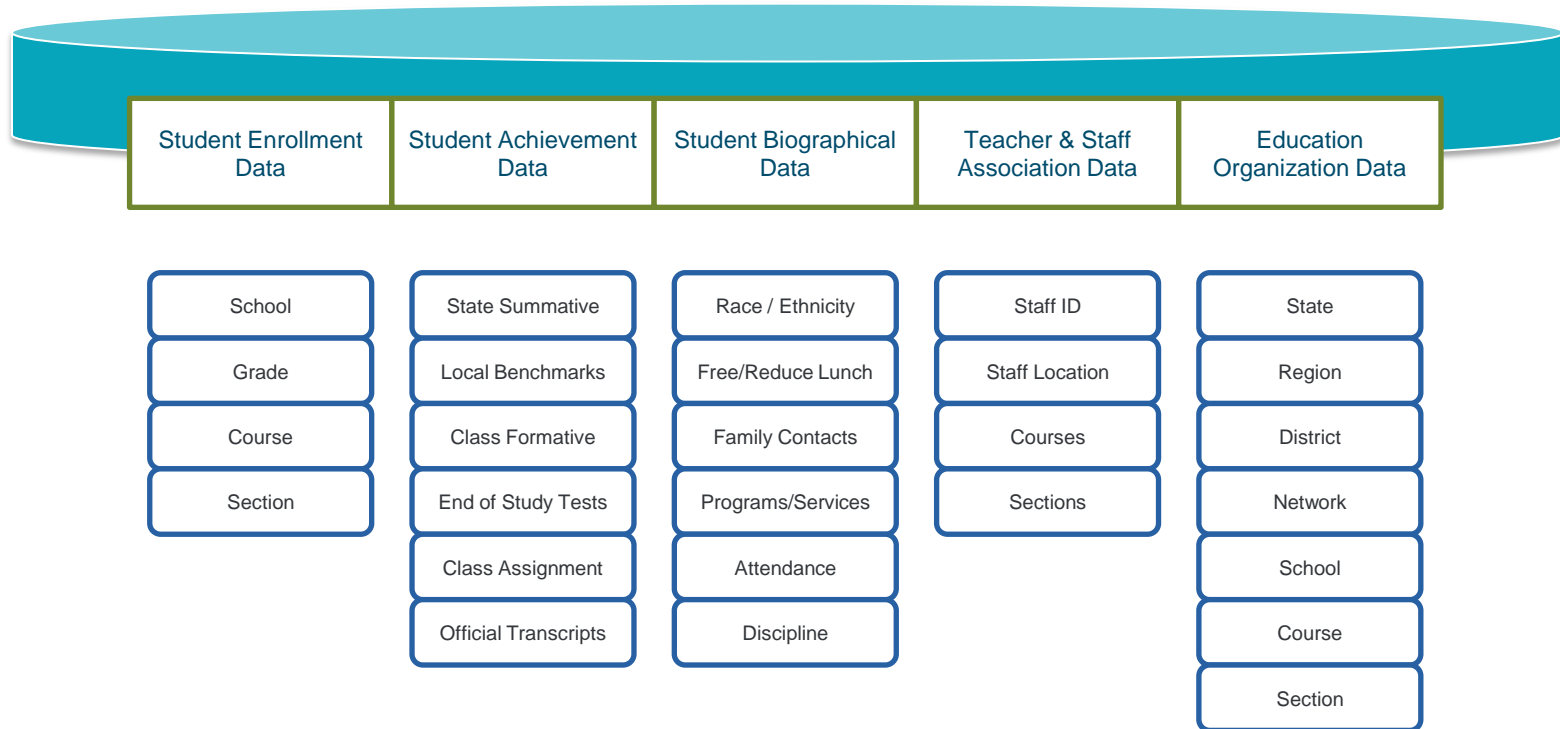 Student Enrollment
Data
Student Achievement
Data
Student Biographical
Data
Teacher & Staff
Association Data
Education
Organization Data
School
Grade
Course
Section
State Summative
Local Benchmarks
Class Formative
End of Study Tests
Class Assignment
Official Transcripts
Race / Ethnicity
Free/Reduce Lunch
Family Contacts
Programs/Services
Attendance
Discipline
Staff ID
Staff Location
Courses
Sections
State
Region
District
Network
School
Course
Section